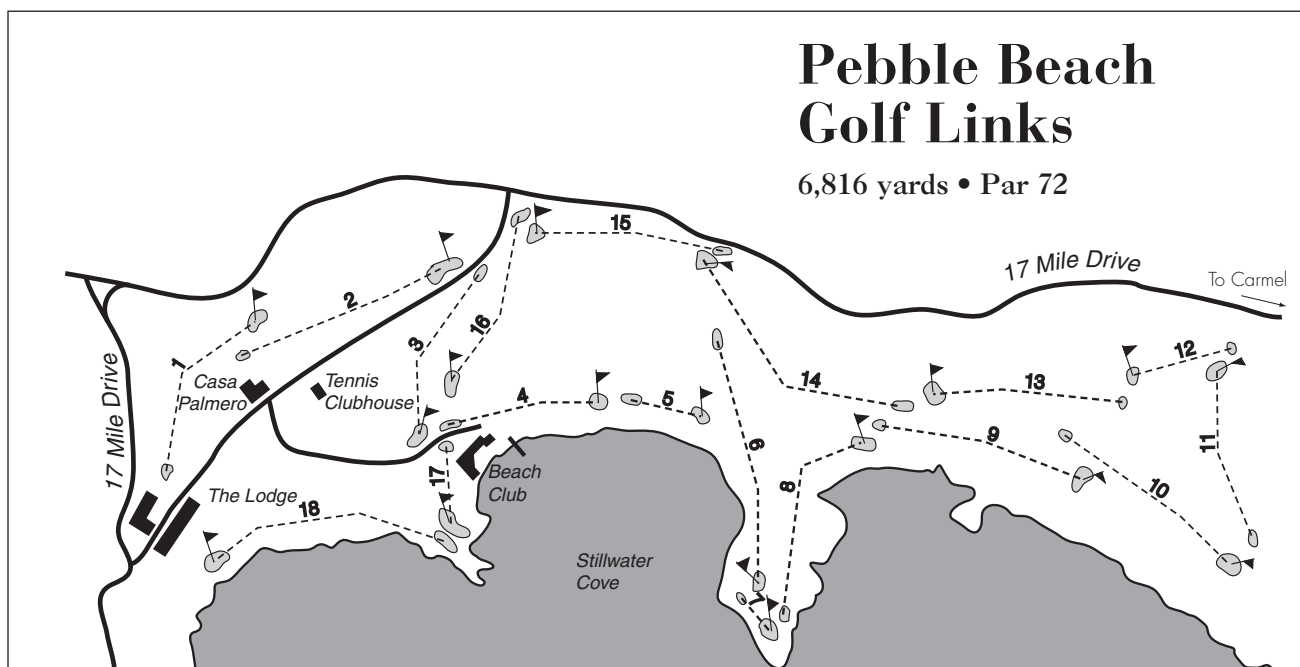 Pebble Beach
Golf Links
6,816 yards • Par 72
17 Mile Drive
To Carmel
15
2
16
3
1
Casa
Palmero
Tennis
Clubhouse
4
5
6
14
13
12
11
9
10
8
7
17 Mile Drive
The Lodge
17
Beach
Club
18
Stillwater
Cove